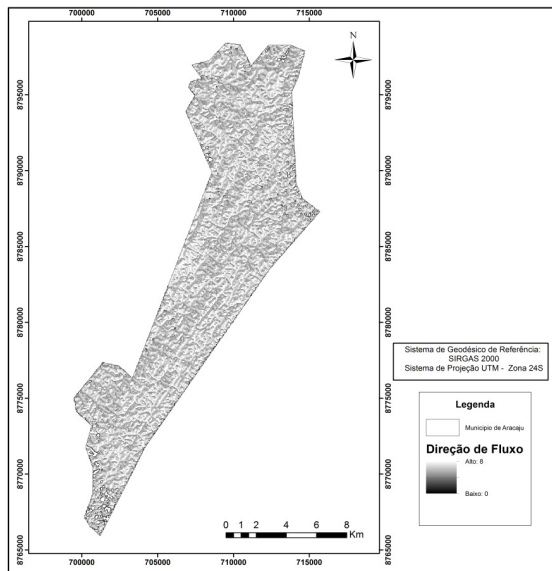 700000 705000 710000 715000
N
8795000
8790000
8785000
8780000
8775000
8770000
8765000
Sistema de Geodésico de Referência:
SIRGAS 2000
Sistema de Projeção UTM - Zona 24S
Legenda
Municipio de Aracaju
Direção de Fluxo
Alto: 8
Baixo: 0
0 1 2 4 6 8
Km
700000 705000 710000 715000
8795000
8790000
8785000
8780000
8775000
8770000
8765000